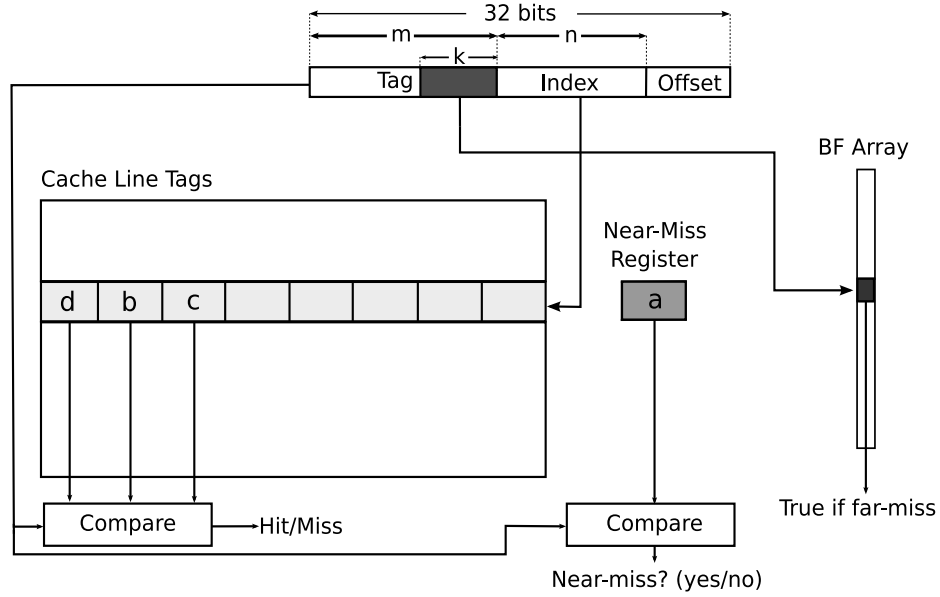 32 bits
m
n
k
Tag
Index
Offset
BF Array
Cache Line Tags
Near-Miss
Register
d
b
c
a
Compare
Hit/Miss
Compare
True if far-miss
Near-miss? (yes/no)